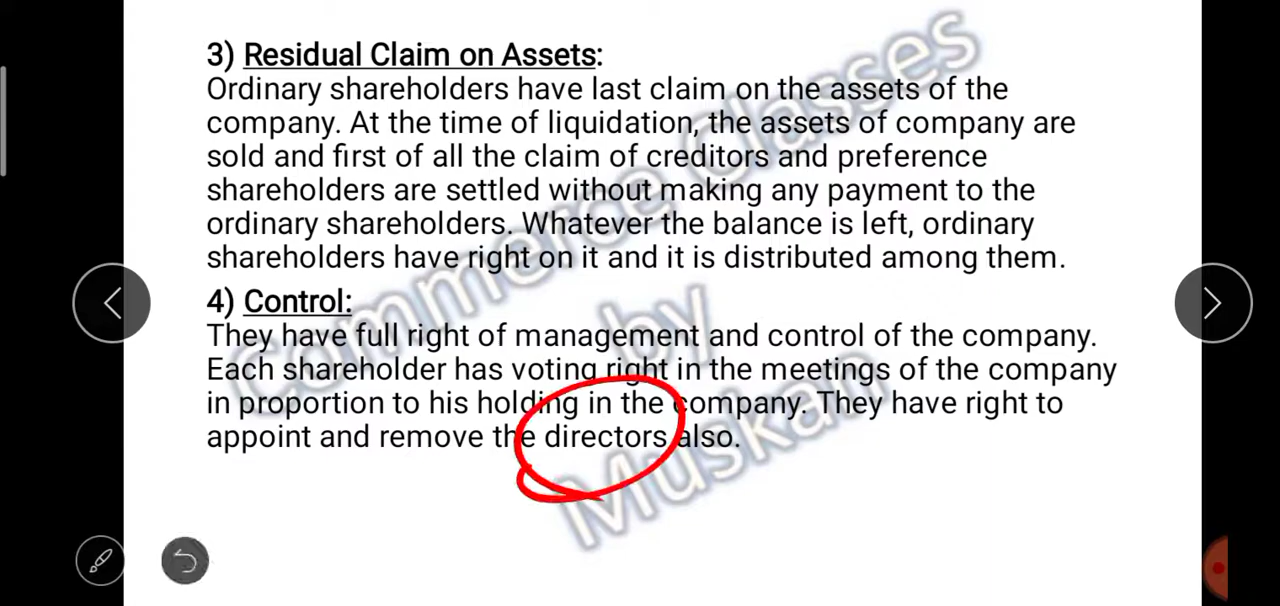 3) Residual Claim on Assets:
Ordinary shareholders have last claim on the assets of the
company. At the time of liquidation, the assets of company are
sold and first of all the claim of creditors and preference
shareholders are settled without making any payment to the
ordinary shareholders. Whatever the balance is left, ordinary
shareholders have right on it and it is distributed among them.
4) Control:
They have full right of management and control of the company.
Each shareholder has voting right in the meetings of the company
in proportion to his holding in the company. They have right to
appoint and remove the directors also.
Commerce Classes
by
Muskan